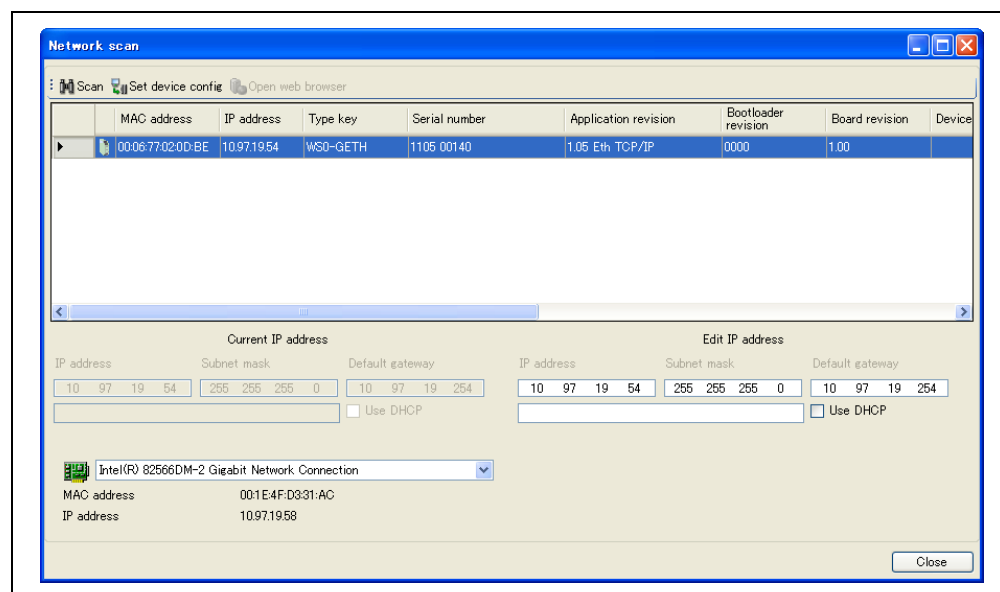 Network scan
Scan Set device config Open web browser
MAC address IP address Type key Serial number Application revision Bootloader revision Board revision Device
00:06:77:02:0D:BE 10.97.19.54 WS0-GETH 1105 00140 1.05 Eth TCP/IP 0000 1.00
Current IP address Edit IP address
IP address Subnet mask Default gateway IP address Subnet mask Default gateway
10 97 19 54 255 255 255 0 10 97 19 254 10 97 19 54 255 255 255 0 10 97 19 254
Use DHCP Use DHCP
Intel(R) 82566DM-2 Gigabit Network Connection
MAC address 00:1E:4F:D3:31:AC
IP address 10.97.19.58
Close